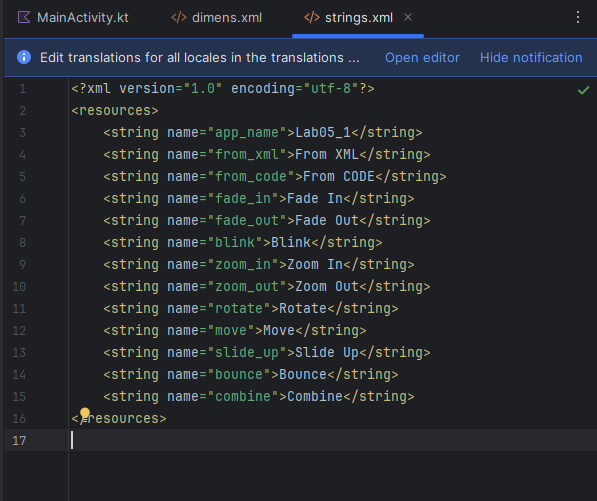 MainActivity.kt dimens.xml strings.xml
Edit translations for all locales in the translations ... Open editor Hide notification
1 <?xml version="1.0" encoding="utf-8"?>
2 <resources>
3 <string name="app_name">Lab05_1</string>
4 <string name="from_xml">From XML</string>
5 <string name="from_code">From CODE</string>
6 <string name="fade_in">Fade In</string>
7 <string name="fade_out">Fade Out</string>
8 <string name="blink">Blink</string>
9 <string name="zoom_in">Zoom In</string>
10 <string name="zoom_out">Zoom Out</string>
11 <string name="rotate">Rotate</string>
12 <string name="move">Move</string>
13 <string name="slide_up">Slide Up</string>
14 <string name="bounce">Bounce</string>
15 <string name="combine">Combine</string>
16 </resources>
17